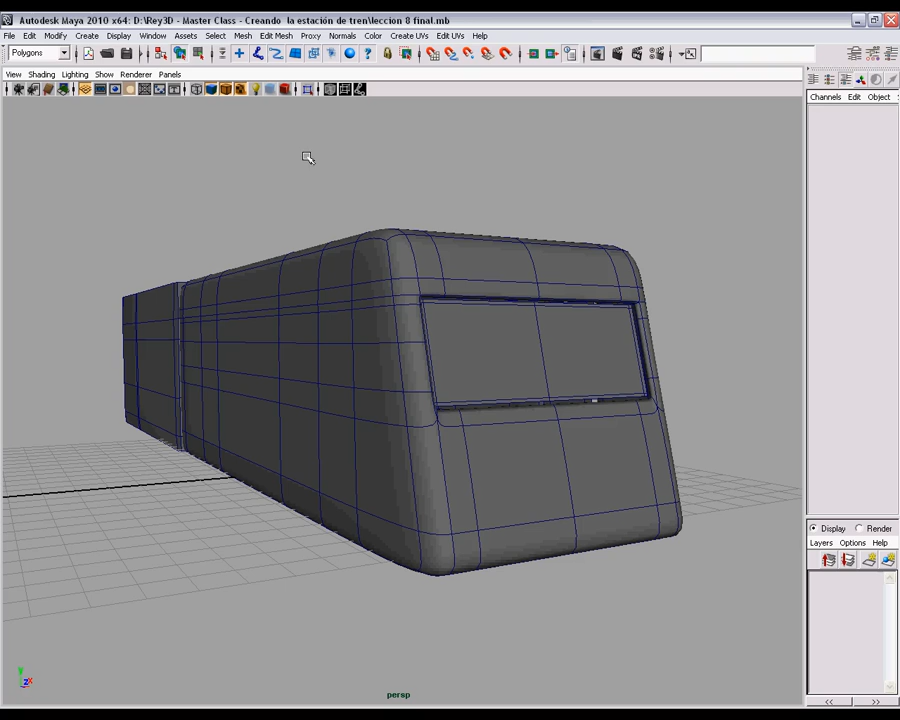 Autodesk Maya 2010 x64: D:\Rey3D - Master Class - Creando la estación de tren\leccion 8 final.mb
File Edit Modify Create Display Window Assets Select Mesh Edit Mesh Proxy Normals Color Create UVs Edit UVs Help
Polygons
View Shading Lighting Show Renderer Panels
Channels Edit Object
persp
Display Render
Layers Options Help
<< >>